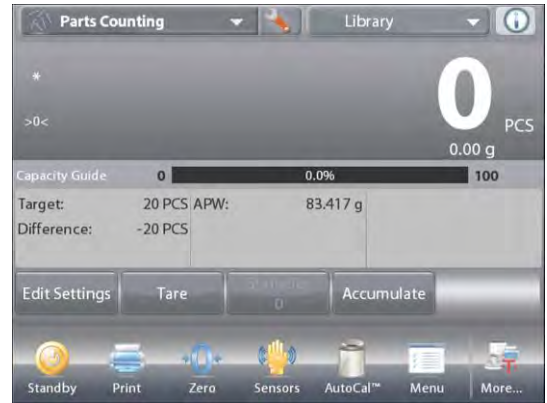 Parts Counting Library
*
0 PCS
>0<
0.00 g
Capacity Guide 0 0.0% 100
Target: 20 PCS APW: 83.417 g
Difference: -20 PCS
Edit Settings Tare 0 Accumulate
Standby Print Zero Sensors AutoCal™ Menu More...